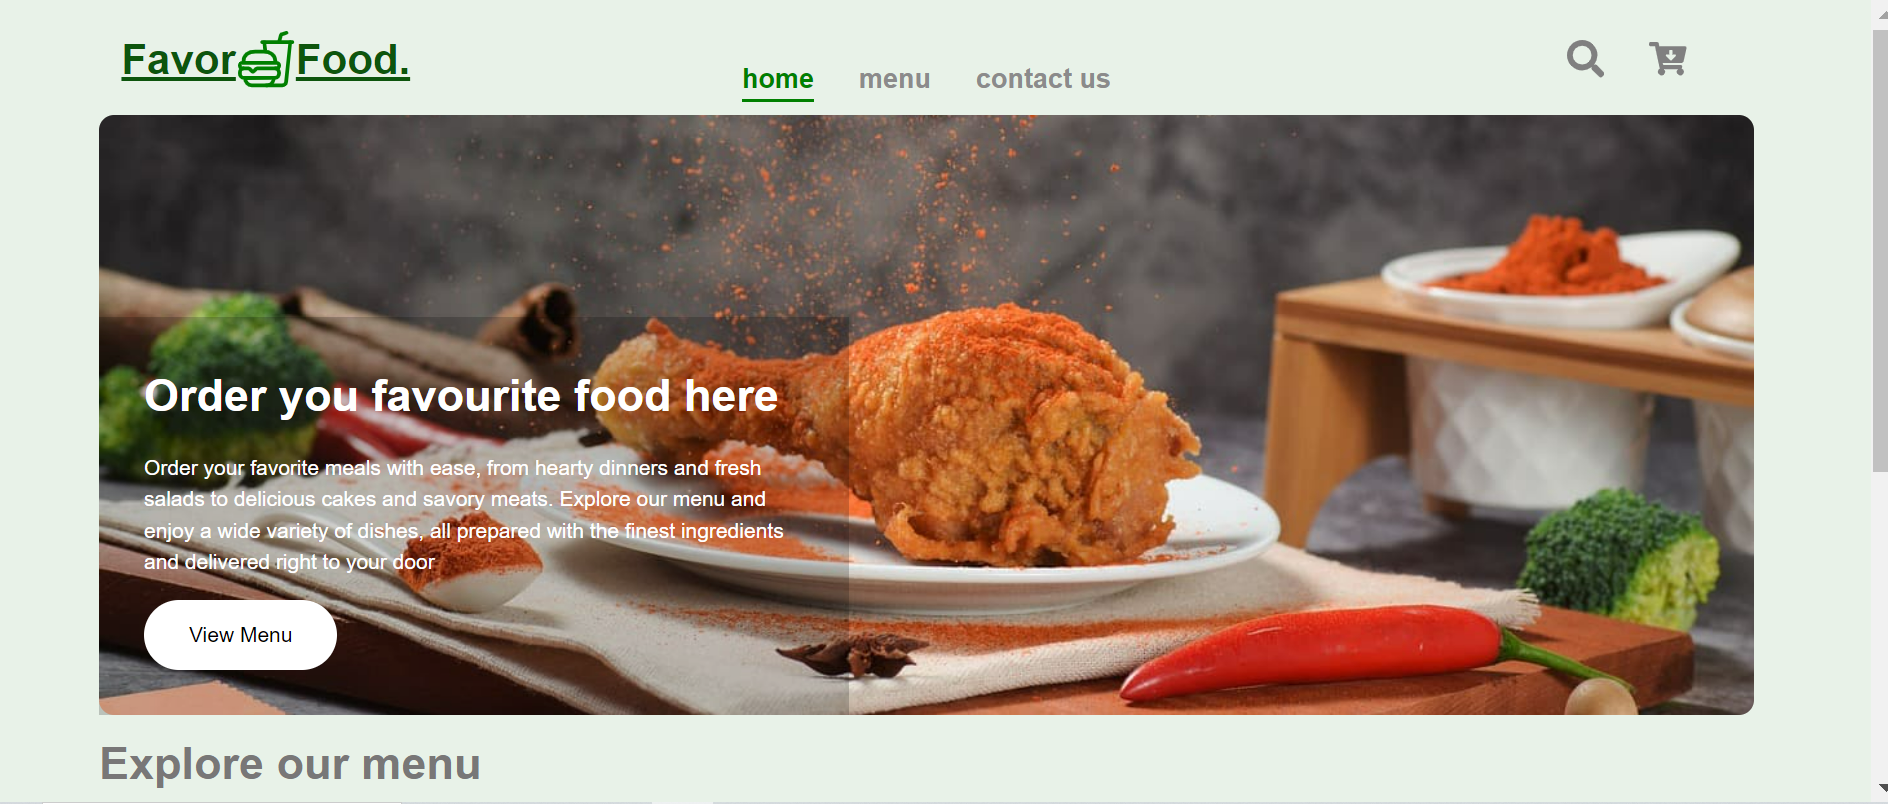 Favor Food.
home menu contact us
Order you favourite food here
Order your favorite meals with ease, from hearty dinners and fresh
salads to delicious cakes and savory meats. Explore our menu and
enjoy a wide variety of dishes, all prepared with the finest ingredients
and delivered right to your door
View Menu
Explore our menu